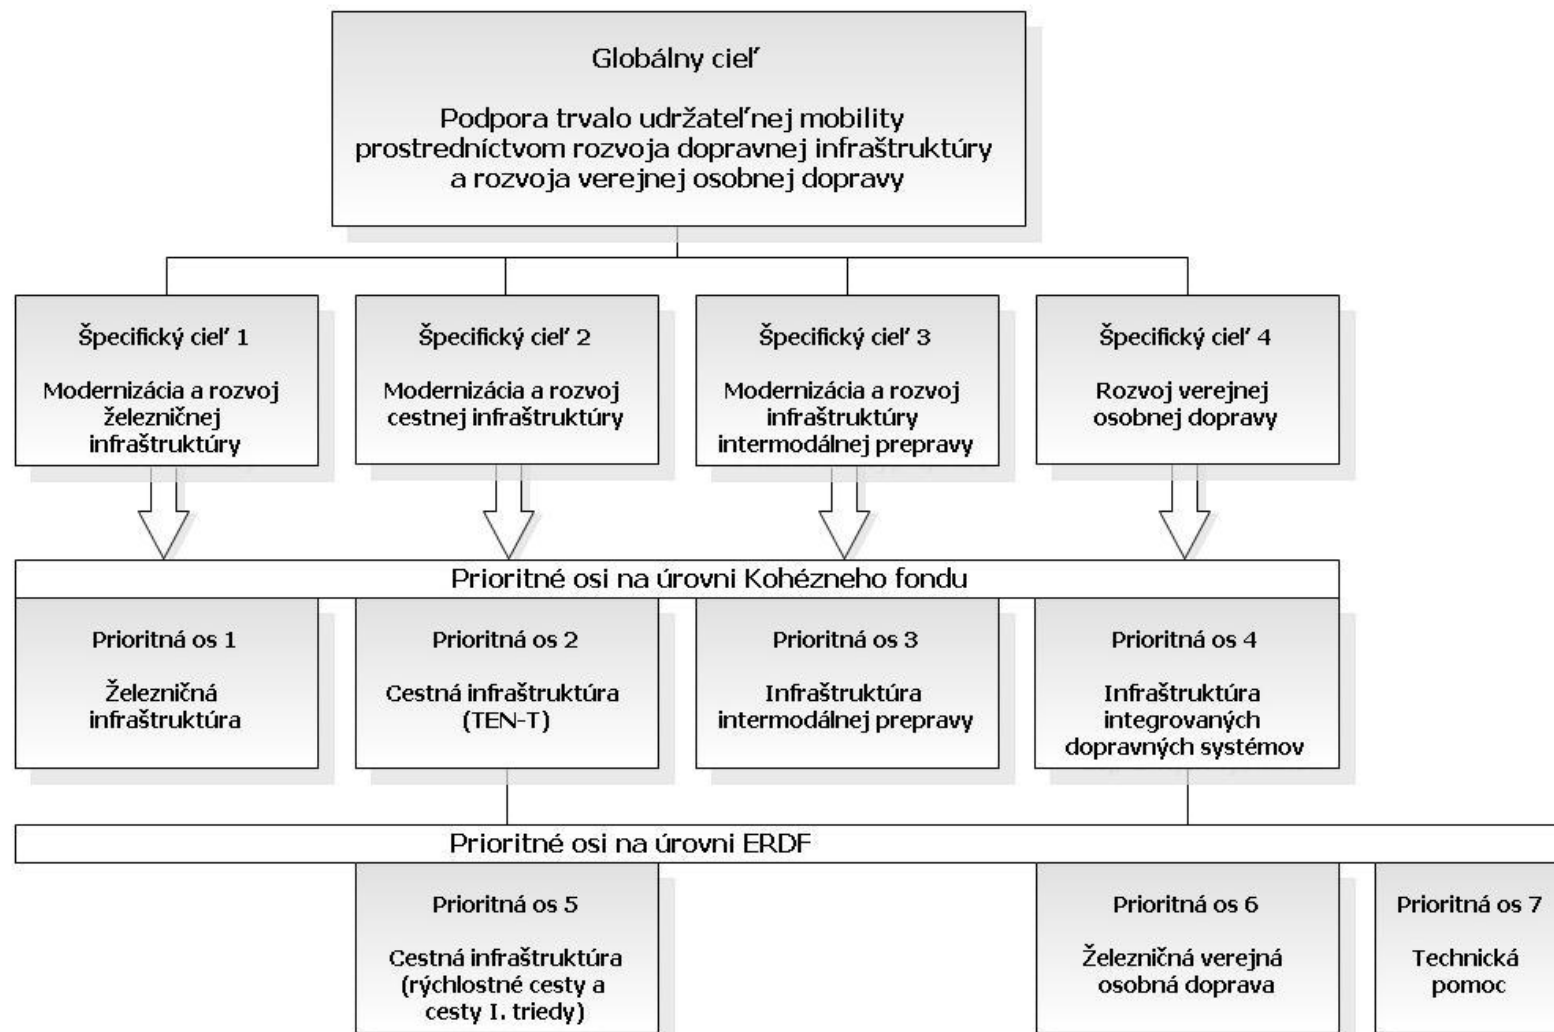 Globálny cieľ
Podpora trvalo udržateľnej mobility
prostredníctvom rozvoja dopravnej infraštruktúry
a rozvoja verejnej osobnej dopravy
Špecifický cieľ 1
Modernizácia a rozvoj
železničnej
infraštruktúry
Špecifický cieľ 2
Modernizácia a rozvoj
cestnej infraštruktúry
Špecifický cieľ 3
Modernizácia a rozvoj
infraštruktúry
intermodálnej prepravy
Špecifický cieľ 4
Rozvoj verejnej
osobnej dopravy
Prioritné osi na úrovni Kohézneho fondu
Prioritná os 1
Železničná
infraštruktúra
Prioritná os 2
Cestná infraštruktúra
(TEN-T)
Prioritná os 3
Infraštruktúra
intermodálnej prepravy
Prioritná os 4
Infraštruktúra
integrovaných
dopravných systémov
Prioritné osi na úrovni ERDF
Prioritná os 5
Cestná infraštruktúra
(rýchlostné cesty a
cesty I. triedy)
Prioritná os 6
Železničná verejná
osobná doprava
Prioritná os 7
Technická
pomoc